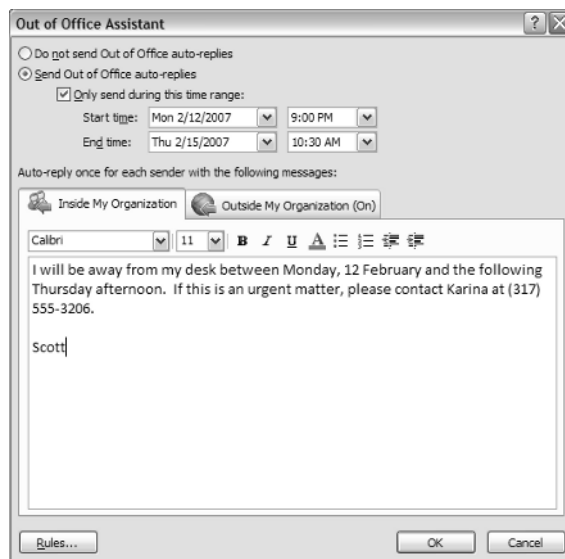 Out of Office Assistant
Do not send Out of Office auto-replies
Send Out of Office auto-replies
Only send during this time range:
Start time: Mon 2/12/2007 9:00 PM
End time: Thu 2/15/2007 10:30 AM
Auto-reply once for each sender with the following messages:
Inside My Organization Outside My Organization (On)
Calibri 11 B I U A
I will be away from my desk between Monday, 12 February and the following
Thursday afternoon.  If this is an urgent matter, please contact Karina at (317)
555-3206.
Scott
Rules... OK Cancel